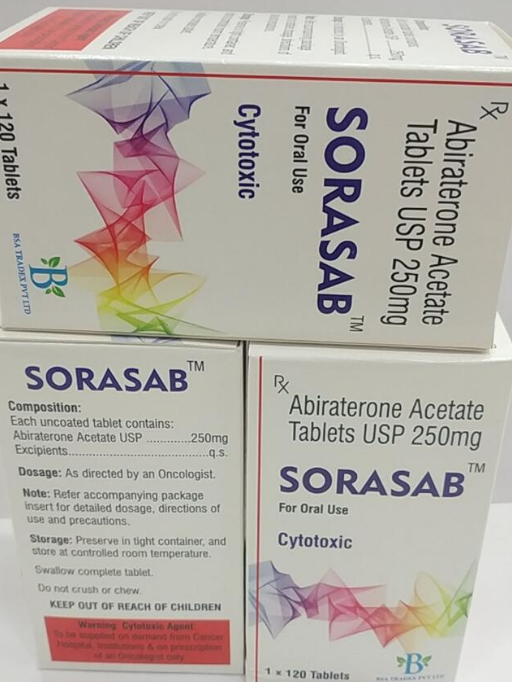 Rx
Abiraterone Acetate
Tablets USP 250mg
SORASAB™
For Oral Use
Cytotoxic
1 x 120 Tablets
B
BSA TRADEX PVT LTD
SORASAB™
SORASAB™
Composition:
Each uncoated tablet contains:
Abiraterone Acetate USP .............250mg
Excipients..........................................q.s.
Dosage: As directed by an Oncologist.
Note: Refer accompanying package
insert for detailed dosage, directions of
use and precautions.
Storage: Preserve in tight container, and
store at controlled room temperature.
Swallow complete tablet.
Do not crush or chew.
KEEP OUT OF REACH OF CHILDREN
Warning: Cytotoxic Agent
To be supplied on demand from Cancer
Hospital, Institutions & on prescription
of an Oncologist only
Rx
Abiraterone Acetate
Tablets USP 250mg
SORASAB™
For Oral Use
Cytotoxic
1 x 120 Tablets
B
BSA TRADEX PVT LTD